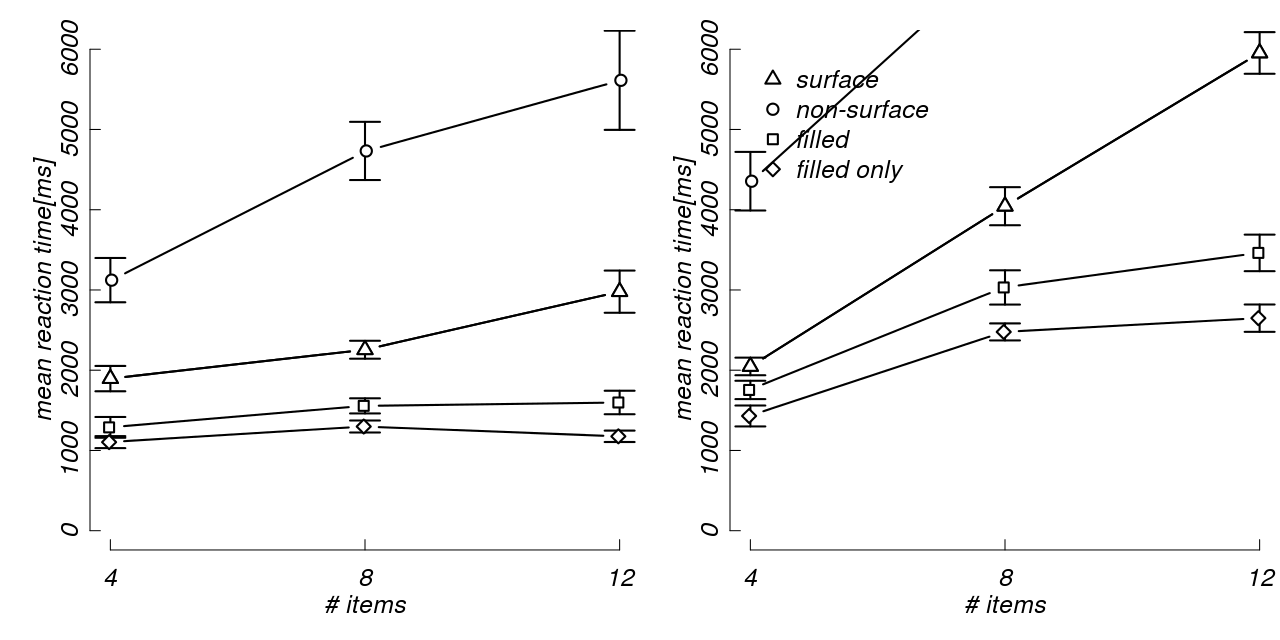 mean reaction time[ms]
6000
5000
4000
3000
2000
1000
0
4 8 12
# items
mean reaction time[ms]
6000
5000
4000
3000
2000
1000
0
surface
non-surface
filled
filled only
4 8 12
# items